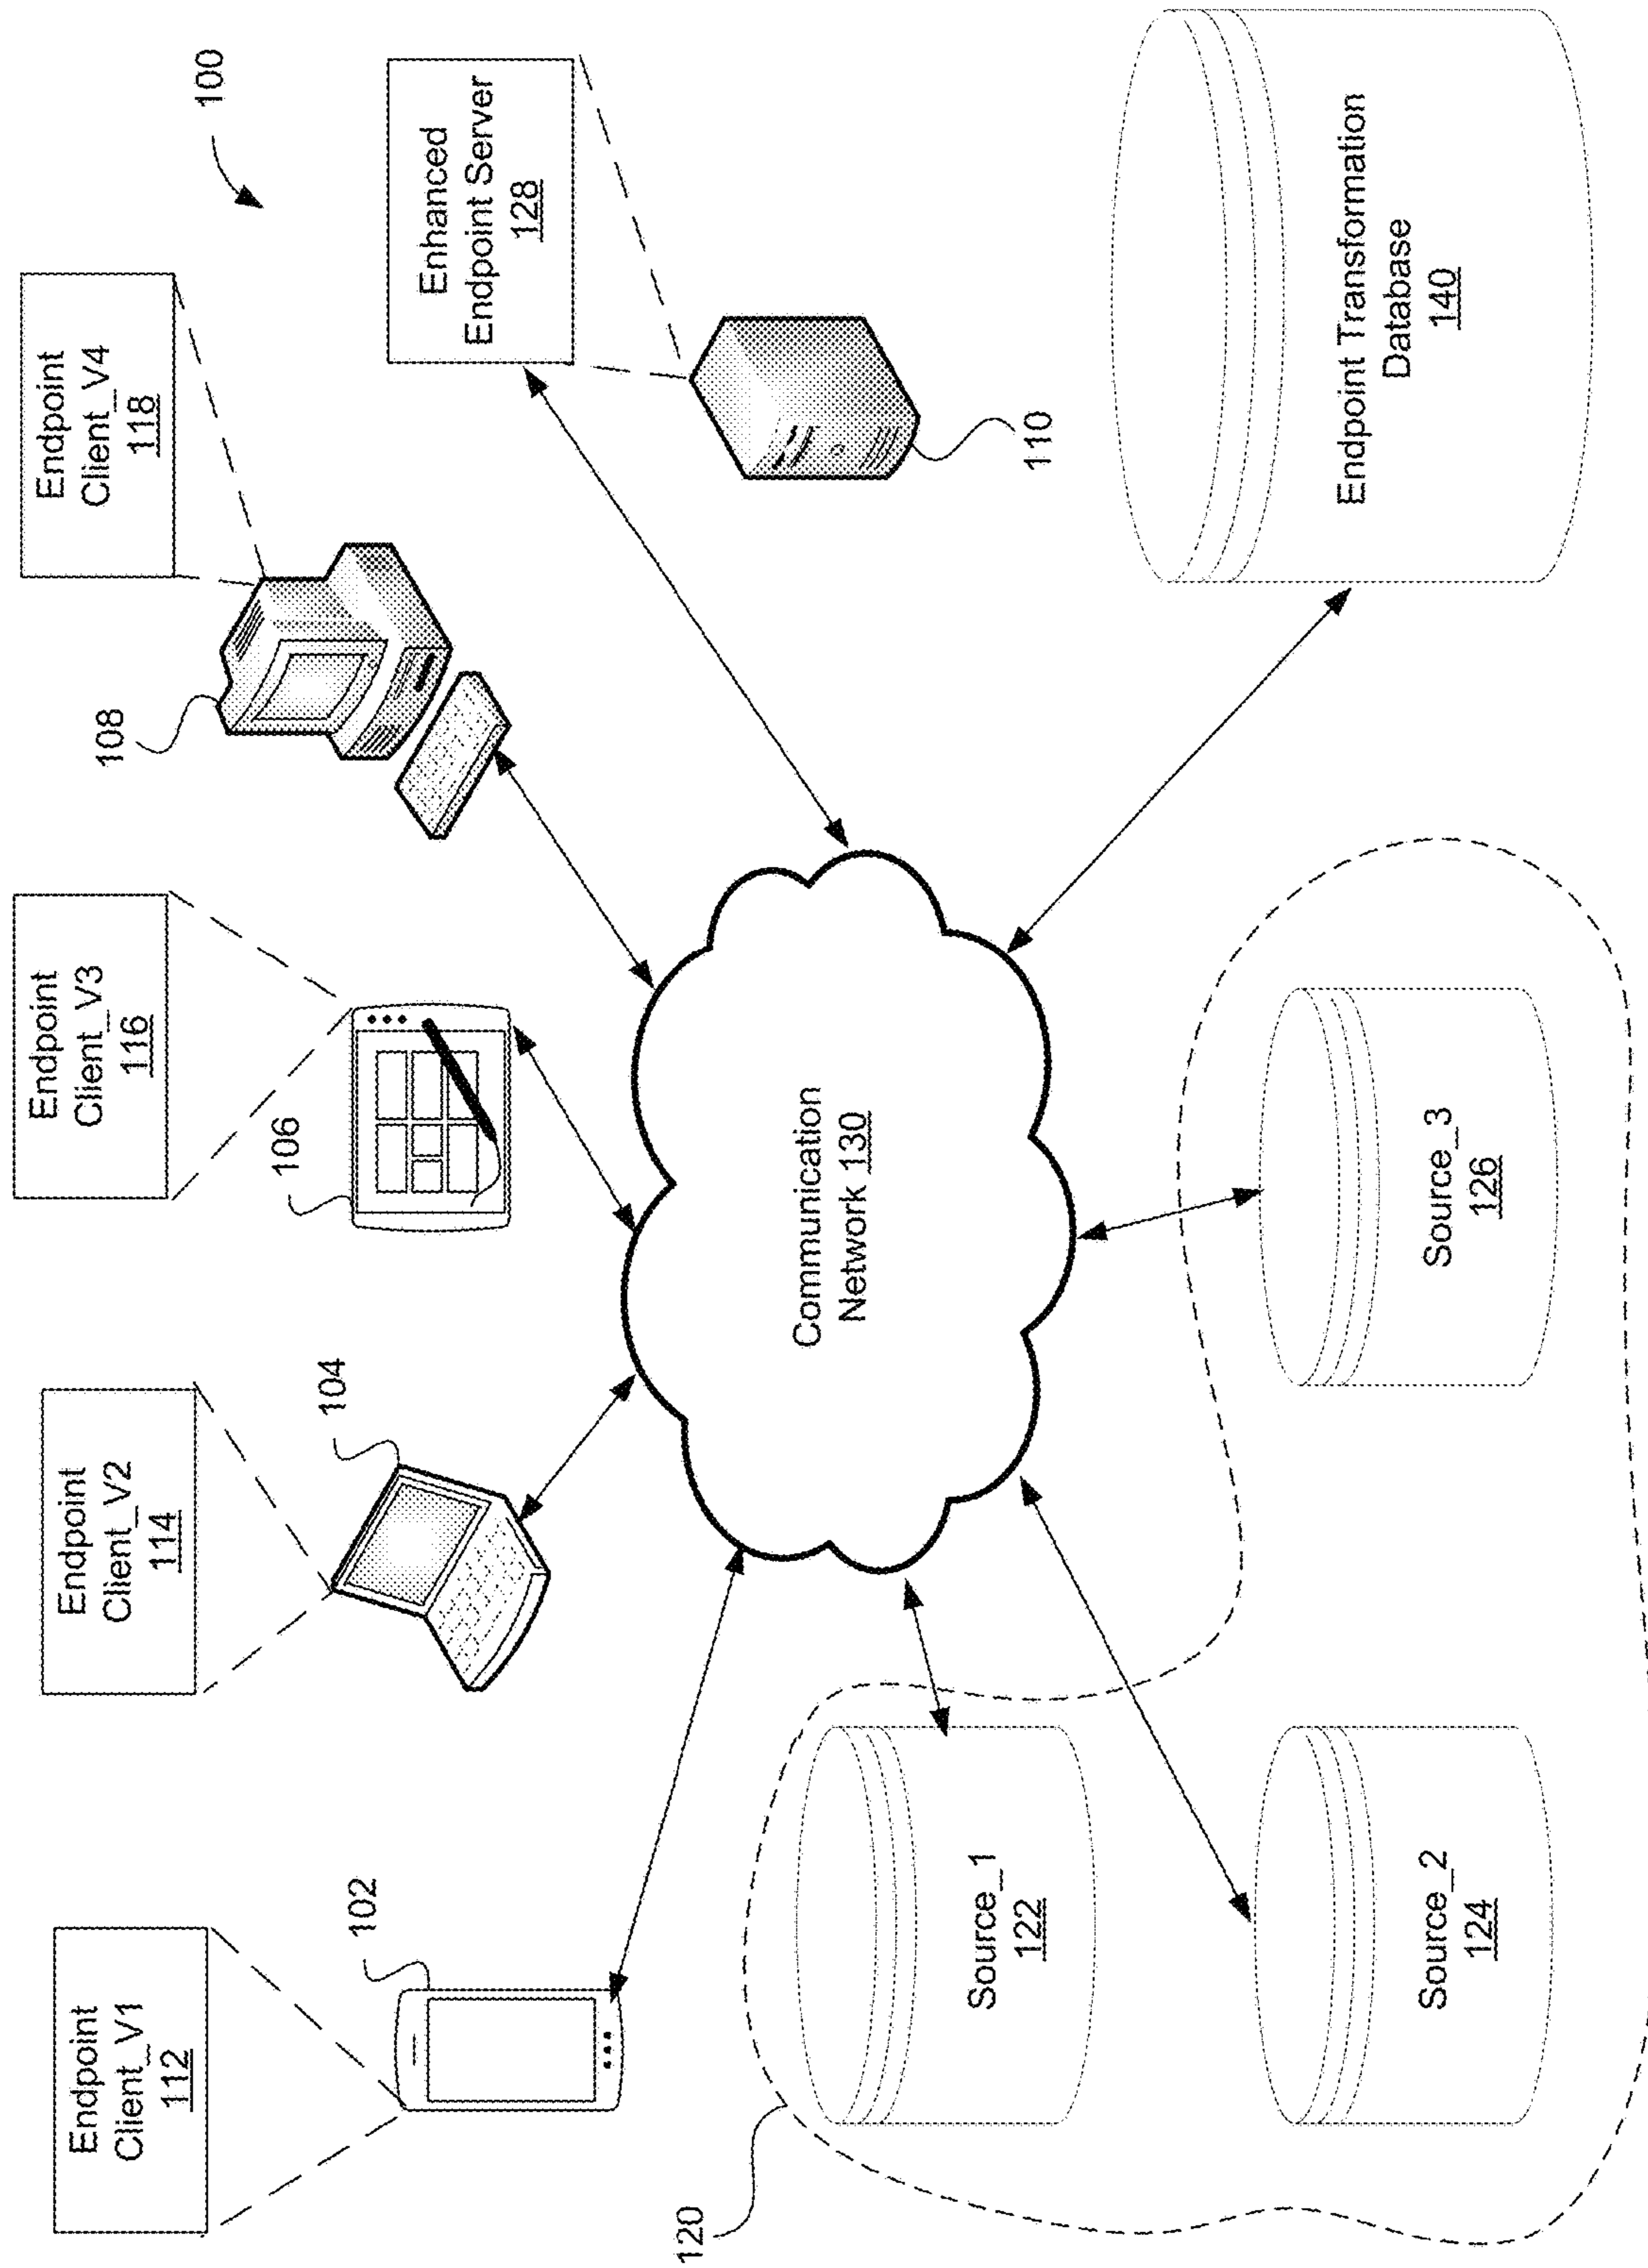 100
Endpoint
Client_V1
112
102
Endpoint
Client_V2
114
104
Endpoint
Client_V3
116
106
Endpoint
Client_V4
118
108
Enhanced
Endpoint Server
128
110
Communication
Network 130
120
Source_1
122
Source_2
124
Source_3
126
Endpoint Transformation
Database
140